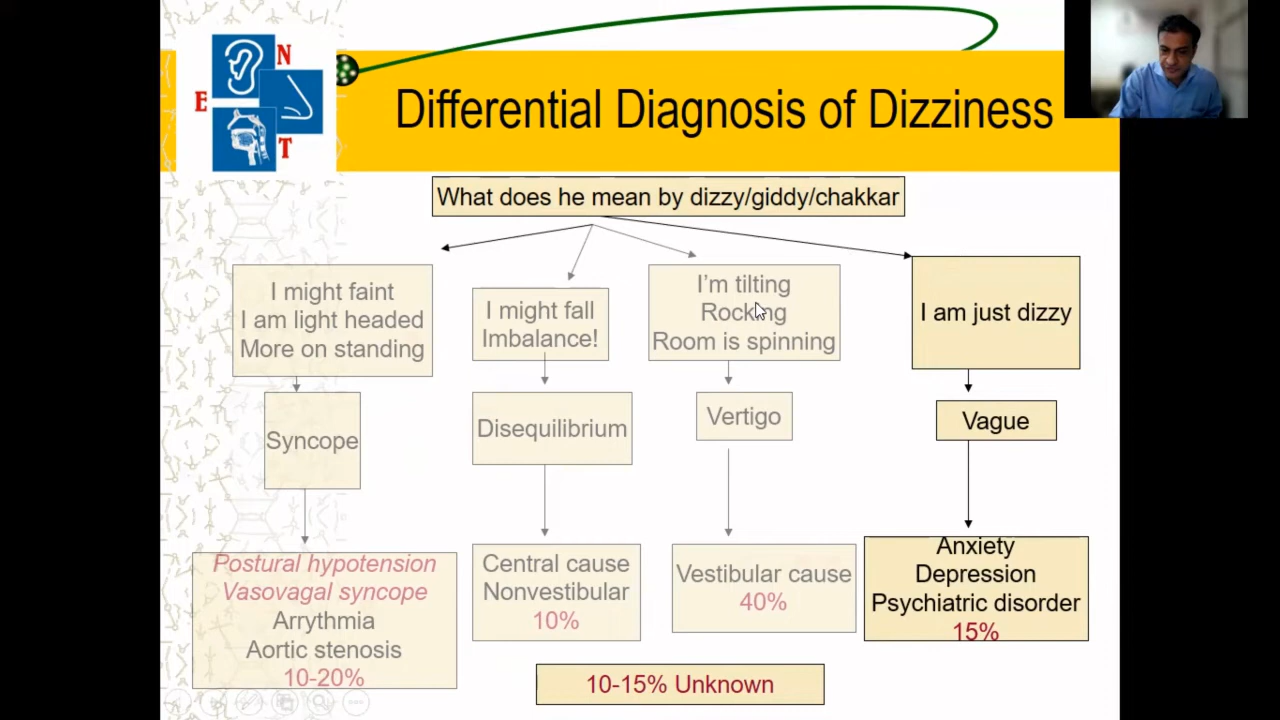 E
N
T
Differential Diagnosis of Dizziness
What does he mean by dizzy/giddy/chakkar
I might faint
I am light headed
More on standing
I might fall
Imbalance!
I'm tilting
Rocking
Room is spinning
I am just dizzy
Syncope
Disequilibrium
Vertigo
Vague
Postural hypotension
Vasovagal syncope
Arrythmia
Aortic stenosis
10-20%
Central cause
Nonvestibular
10%
Vestibular cause
40%
Anxiety
Depression
Psychiatric disorder
15%
10-15% Unknown